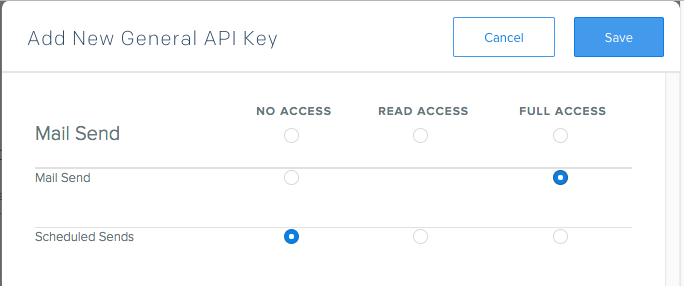 Add New General API Key
Cancel
Save
NO ACCESS READ ACCESS FULL ACCESS
Mail Send
Mail Send
Scheduled Sends